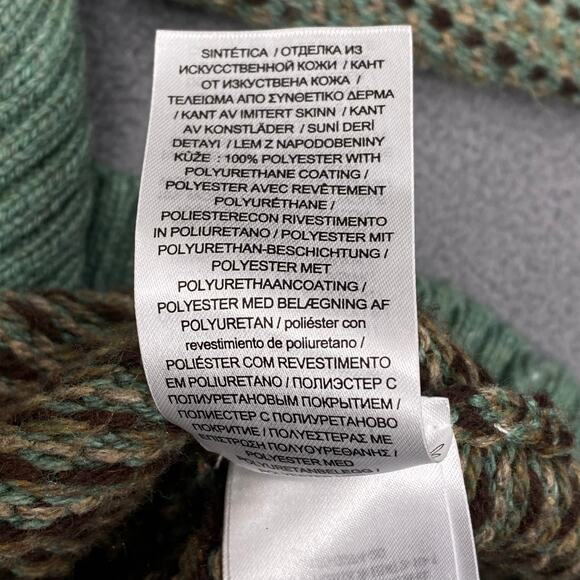 SINTÉTICA / ОТДЕЛКА ИЗ
ИСКУССТВЕННОЙ КОЖИ / КАНТ
ОТ ИЗКУСТВЕНА КОЖА /
ΤΕΛΕΙΩΜΑ ΑΠΟ ΣΥΝΘΕΤΙΚΟ ΔΕΡΜΑ
/ KANT AV IMITERT SKINN / KANT
AV KONSTLÄDER / SUNİ DERİ
DETAYI / LEM Z NAPODOBENINY
KŮŽE : 100% POLYESTER WITH
POLYURETHANE COATING /
POLYESTER AVEC REVÊTEMENT
POLYURÉTHANE /
POLIESTERECON RIVESTIMENTO
IN POLIURETANO / POLYESTER MIT
POLYURETHAN-BESCHICHTUNG /
POLYESTER MET
POLYURETHAANCOATING /
POLYESTER MED BELÆGNING AF
POLYURETAN / poliéster con
revestimento de poliuretano /
POLIÉSTER COM REVESTIMENTO
EM POLIURETANO / ПОЛИЭСТЕР С
ПОЛИУРЕТАНОВЫМ ПОКРЫТИЕМ /
ПОЛИЕСТЕР С ПОЛИУРЕТАНОВО
ПОКРИТИЕ / ΠΟΛΥΕΣΤΕΡΑΣ ΜΕ
ΕΠΙΣΤΡΩΣΗ ΠΟΛΥΟΥΡΕΘΑΝΗΣ /
POLYESTER MED
POLYURETANBELEGG /